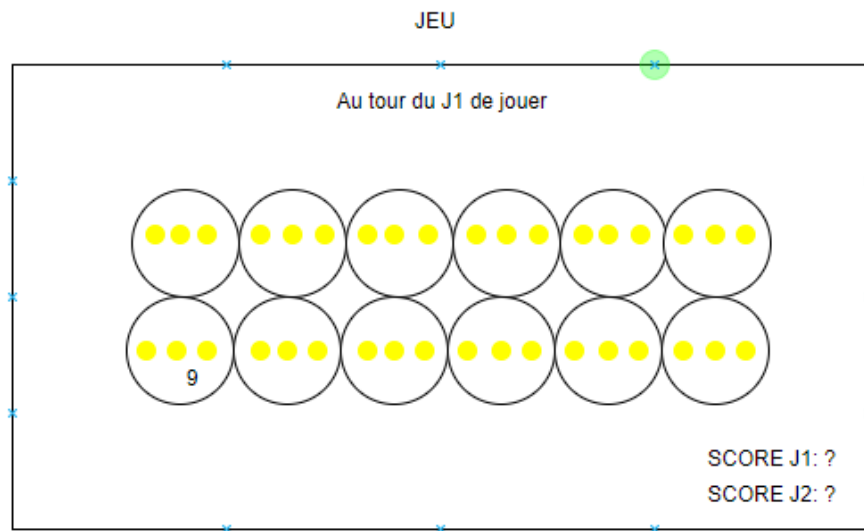 JEU
Au tour du J1 de jouer
9
SCORE J1: ?
SCORE J2: ?